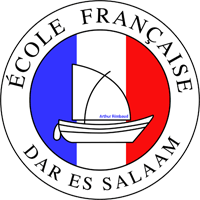 ÉCOLE FRANÇAISE
Arthur Rimbaud
DAR ES SALAAM